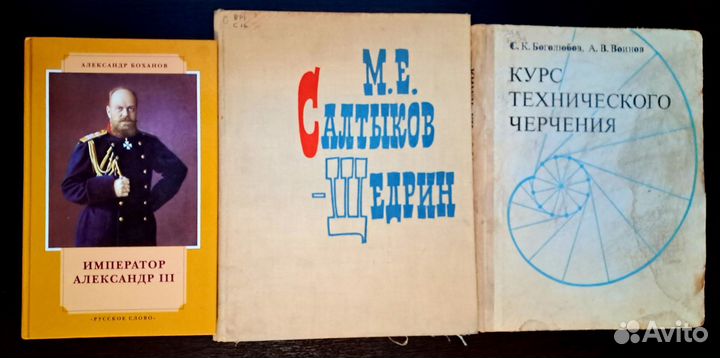 АЛЕКСАНДР БОХАНОВ
ИМПЕРАТОР
АЛЕКСАНДР III
«РУССКОЕ СЛОВО»
М.Е.
САЛТЫКОВ
-ЩЕДРИН
С. К. Боголюбов, А. В. Воинов
КУРС
ТЕХНИЧЕСКОГО
ЧЕРЧЕНИЯ
Avito